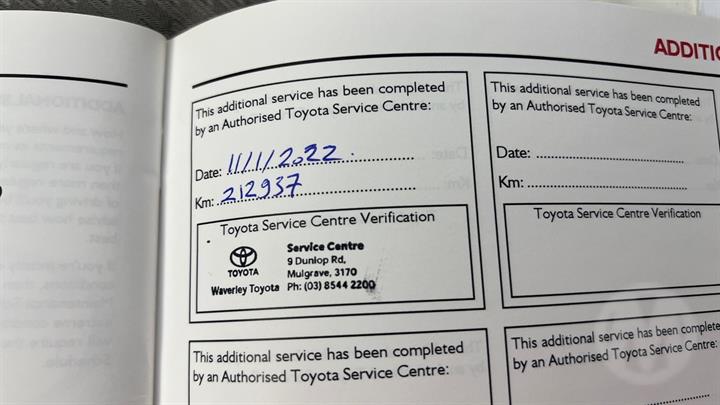 ADDITIO
This additional service has been completed
by an Authorised Toyota Service Centre:
Date: 11/1/2022
Km: 212937
Toyota Service Centre Verification
TOYOTA
Waverley Toyota
Service Centre
9 Dunlop Rd,
Mulgrave, 3170
Ph: (03) 8544 2200
This additional service has been completed
by an Authorised Toyota Service Centre:
Date:
Km:
Toyota Service Centre Verification
This additional service has been completed
by an Authorised Toyota Service Centre:
This additional service has been complete
by an Authorised Toyota Service Centre: